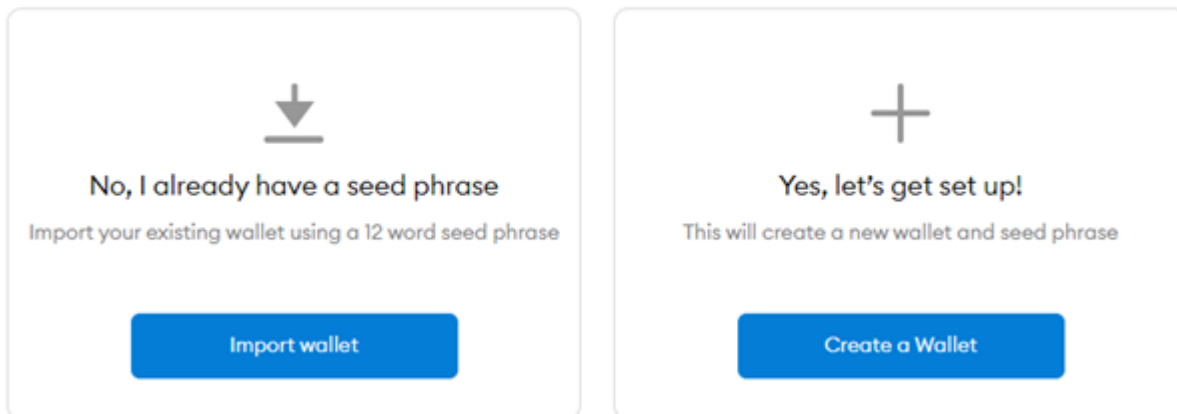 No, I already have a seed phrase
Import your existing wallet using a 12 word seed phrase
Import wallet
Yes, let's get set up!
This will create a new wallet and seed phrase
Create a Wallet